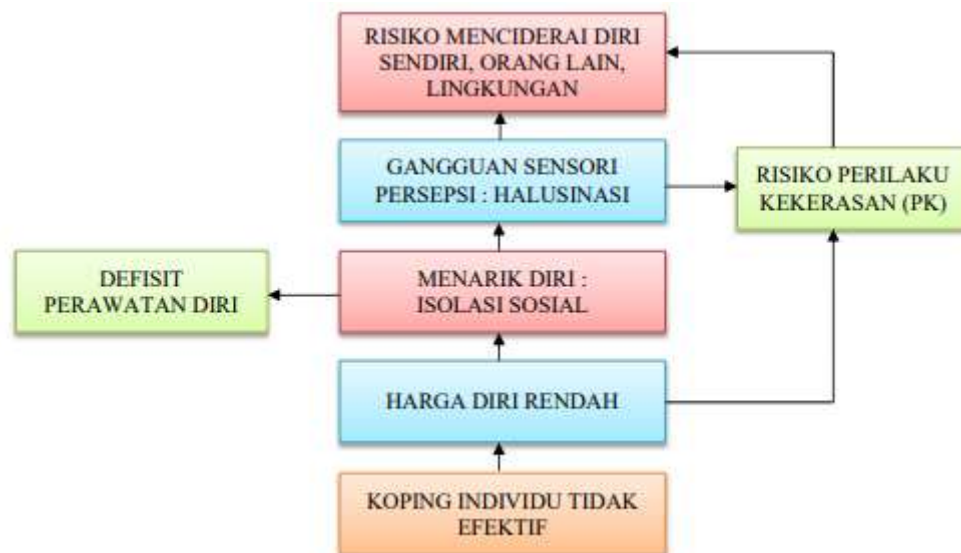 RISIKO MENCIDERAI DIRI
SENDIRI, ORANG LAIN,
LINGKUNGAN
GANGGUAN SENSORI
PERSEPSI : HALUSINASI
RISIKO PERILAKU
KEKERASAN (PK)
DEFISIT
PERAWATAN DIRI
MENARIK DIRI :
ISOLASI SOSIAL
HARGA DIRI RENDAH
KOPING INDIVIDU TIDAK
EFEKTIF